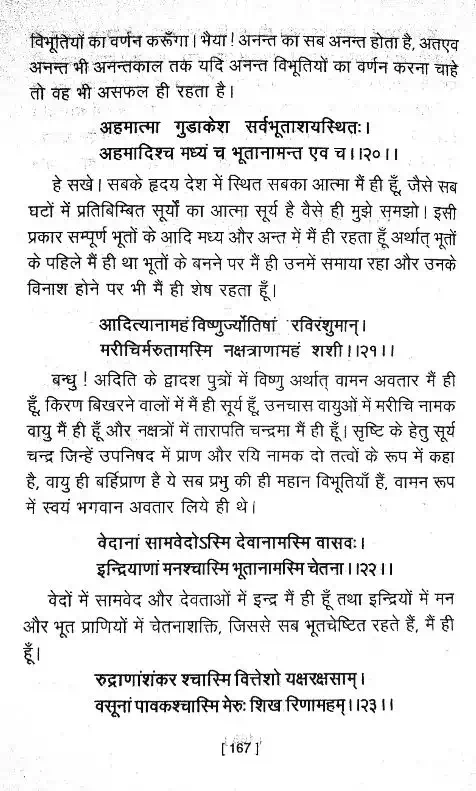 विभूतियों का वर्णन करूँगा। भैया! अनन्त का सब अनन्त होता है, अतएव
अनन्त भी अनन्तकाल तक यदि अनन्त विभूतियों का वर्णन करना चाहे
तो वह भी असफल ही रहता है।
अहमात्मा गुडाकेश सर्वभूताशयस्थितः।
अहमादिश्च मध्यं च भूतानामन्त एव च।।२०।।
हे सखे। सबके हृदय देश में स्थित सबका आत्मा मैं ही हूँ, जैसे सब
घटों में प्रतिबिम्बित सूर्यों का आत्मा सूर्य है वैसे ही मुझे समझो। इसी
प्रकार सम्पूर्ण भूतों के आदि मध्य और अन्त में मैं ही रहता हूँ अर्थात् भूतों
के पहिले मैं ही था भूतों के बनने पर मैं ही उनमें समाया रहा और उनके
विनाश होने पर भी मैं ही शेष रहता हूँ।
आदित्यानामहं विष्णुर्ज्योतिषां रविरंशुमान्।
मरीचिर्मरुतामस्मि नक्षत्राणामहं शशी।।२१।।
बन्धु! अदिति के द्वादश पुत्रों में विष्णु अर्थात् वामन अवतार मैं ही
हूँ, किरण बिखरने वालों में मैं ही सूर्य हूँ, उनचास वायुओं में मरीचि नामक
वायु मैं ही हूँ और नक्षत्रों में तारापति चन्द्रमा मैं ही हूँ। सृष्टि के हेतु सूर्य
चन्द्र जिन्हें उपनिषद में प्राण और रयि नामक दो तत्वों के रूप में कहा
है, वायु ही बर्हिप्राण है ये सब प्रभु की ही महान विभूतियाँ हैं, वामन रूप
में स्वयं भगवान अवतार लिये ही थे।
वेदानां सामवेदोऽस्मि देवानामस्मि वासवः।
इन्द्रियाणां मनश्चास्मि भूतानामस्मि चेतना।।२२।।
वेदों में सामवेद और देवताओं में इन्द्र मैं ही हूँ तथा इन्द्रियों में मन
और भूत प्राणियों में चेतनाशक्ति, जिससे सब भूतचेष्टित रहते हैं, मैं ही
हूँ।
रुद्राणांशंकर श्चास्मि वित्तेशो यक्षरक्षसाम्।
वसूनां पावकश्चास्मि मेरुः शिख रिणामहम्।।२३।।
[ 167 ]